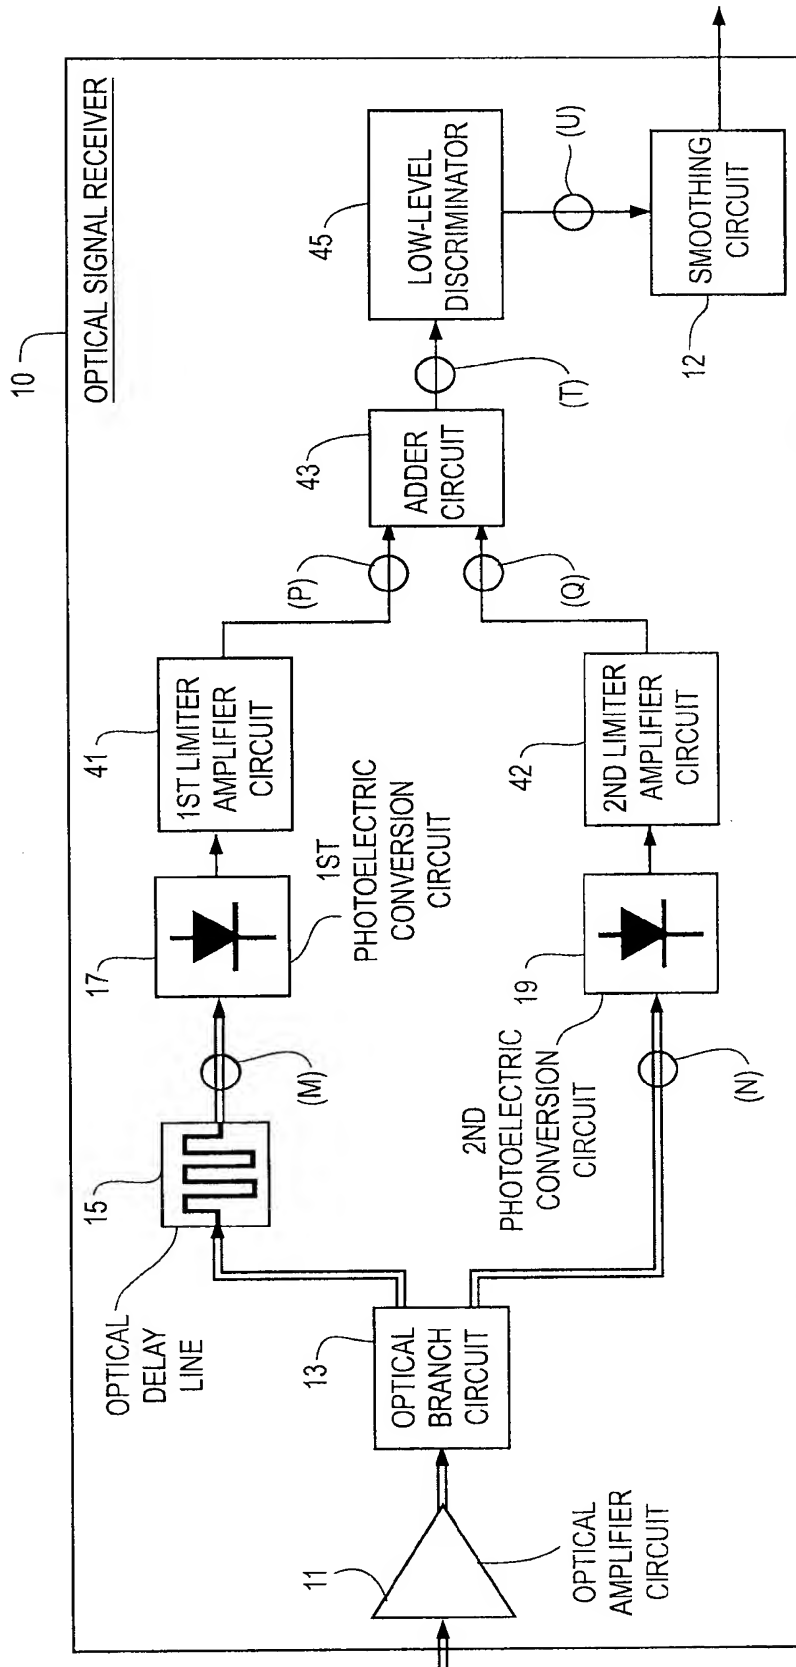 10
OPTICAL SIGNAL RECEIVER
11
OPTICAL
AMPLIFIER
CIRCUIT
13
OPTICAL
BRANCH
CIRCUIT
OPTICAL
DELAY
LINE
15
(M)
17
1ST
PHOTOELECTRIC
CONVERSION
CIRCUIT
41
1ST LIMITER
AMPLIFIER
CIRCUIT
(P)
2ND
PHOTOELECTRIC
CONVERSION
CIRCUIT
(N)
19
42
2ND LIMITER
AMPLIFIER
CIRCUIT
(Q)
43
ADDER
CIRCUIT
(T)
45
LOW-LEVEL
DISCRIMINATOR
(U)
12
SMOOTHING
CIRCUIT